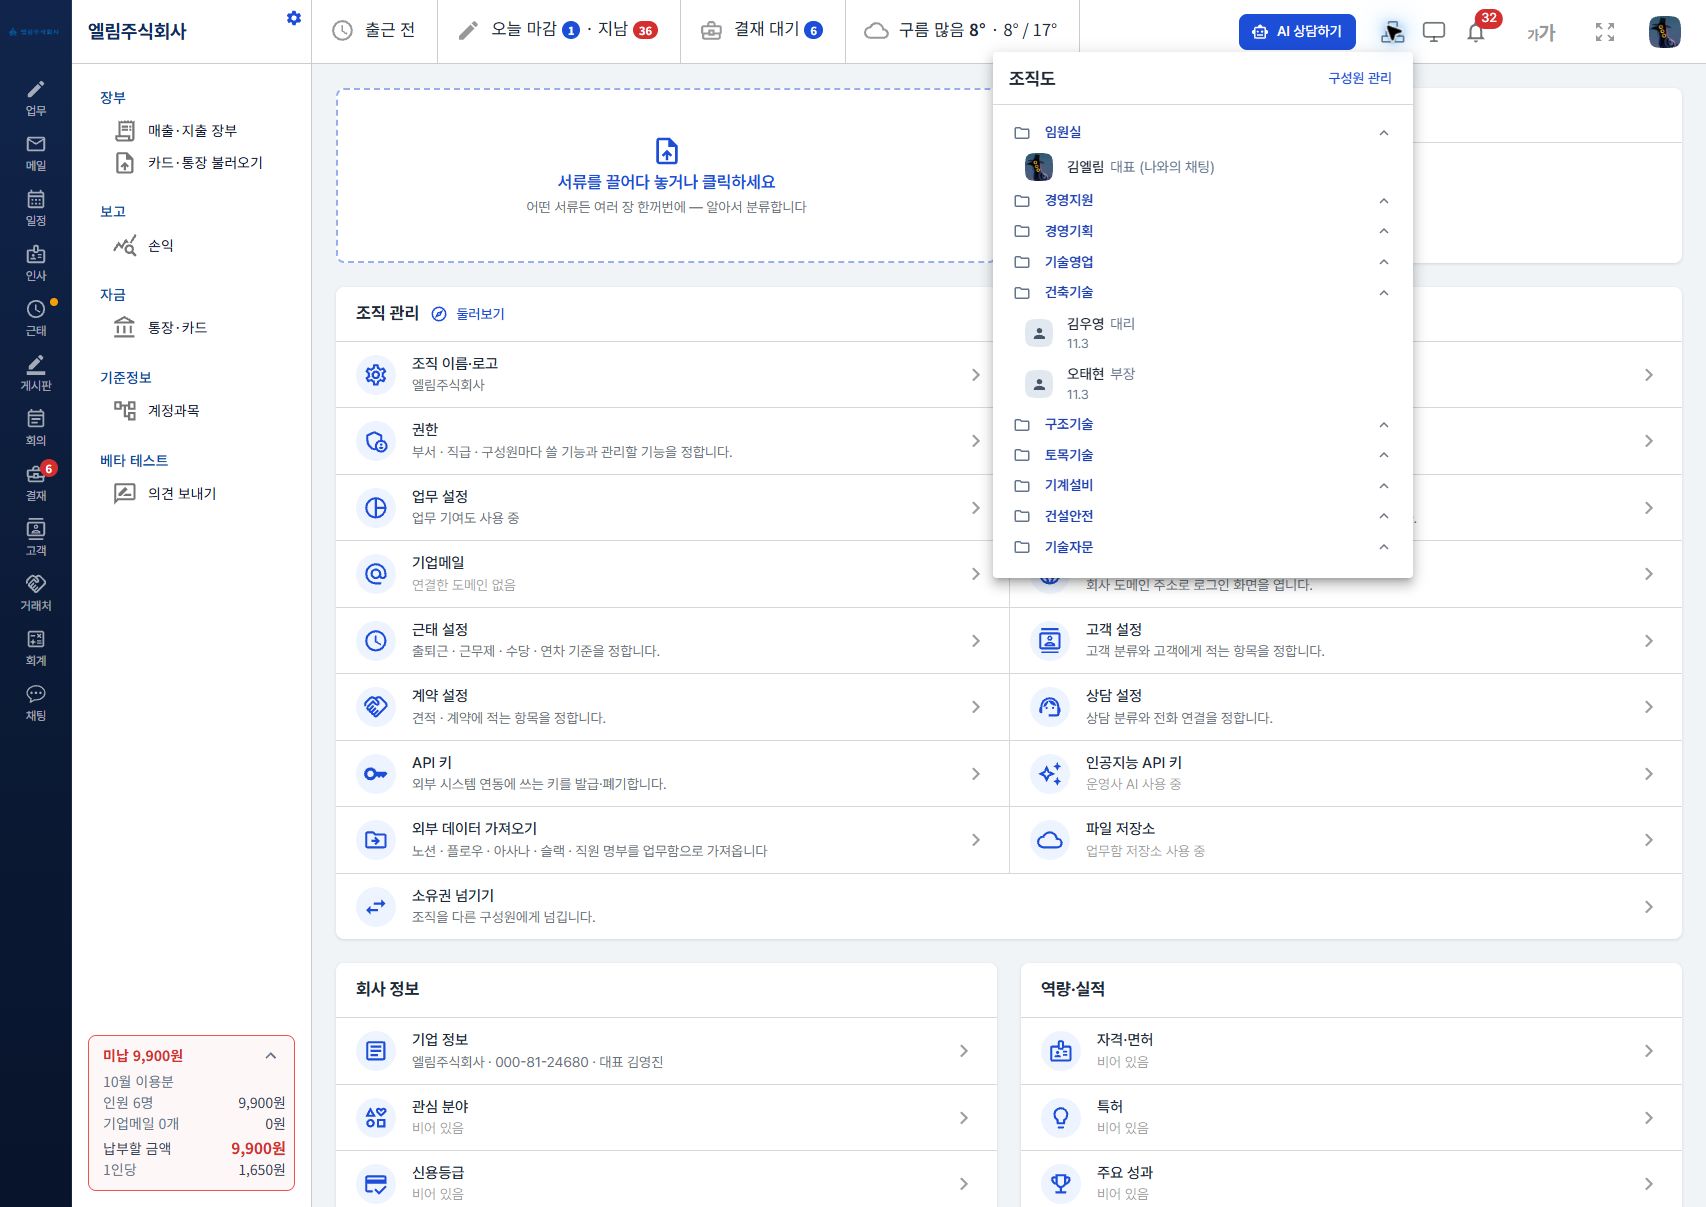 엘림주식회사
업무
메일
일정
인사
근태
게시판
회의
6
결재
고객
거래처
회계
채팅
엘림주식회사
장부
매출·지출 장부
카드·통장 불러오기
보고
손익
자금
통장·카드
기준정보
계정과목
베타 테스트
의견 보내기
미납 9,900원
10월 이용분
인원 6명 9,900원
기업메일 0개 0원
납부할 금액 9,900원
1인당 1,650원
출근 전
오늘 마감 1 · 지남 36
결재 대기 6
구름 많음 8° · 8° / 17°
AI 상담하기
32
가가
서류를 끌어다 놓거나 클릭하세요
어떤 서류든 여러 장 한꺼번에 — 알아서 분류합니다
조직도 구성원 관리
임원실
김엘림 대표 (나와의 채팅)
경영지원
경영기획
기술영업
건축기술
김우영 대리
11.3
오태현 부장
11.3
구조기술
토목기술
기계설비
건설안전
기술자문
조직 관리 둘러보기
조직 이름·로고
엘림주식회사
권한
부서 · 직급 · 구성원마다 쓸 기능과 관리할 기능을 정합니다.
업무 설정
업무 기여도 사용 중
기업메일
연결한 도메인 없음
회사 도메인 주소로 로그인 화면을 엽니다.
근태 설정
출퇴근 · 근무제 · 수당 · 연차 기준을 정합니다.
고객 설정
고객 분류와 고객에게 적는 항목을 정합니다.
계약 설정
견적 · 계약에 적는 항목을 정합니다.
상담 설정
상담 분류와 전화 연결을 정합니다.
API 키
외부 시스템 연동에 쓰는 키를 발급·폐기합니다.
인공지능 API 키
운영사 AI 사용 중
외부 데이터 가져오기
노션 · 플로우 · 아사나 · 슬랙 · 직원 명부를 업무함으로 가져옵니다
파일 저장소
업무함 저장소 사용 중
소유권 넘기기
조직을 다른 구성원에게 넘깁니다.
회사 정보
기업 정보
엘림주식회사 · 000-81-24680 · 대표 김영진
관심 분야
비어 있음
신용등급
비어 있음
역량·실적
자격·면허
비어 있음
특허
비어 있음
주요 성과
비어 있음